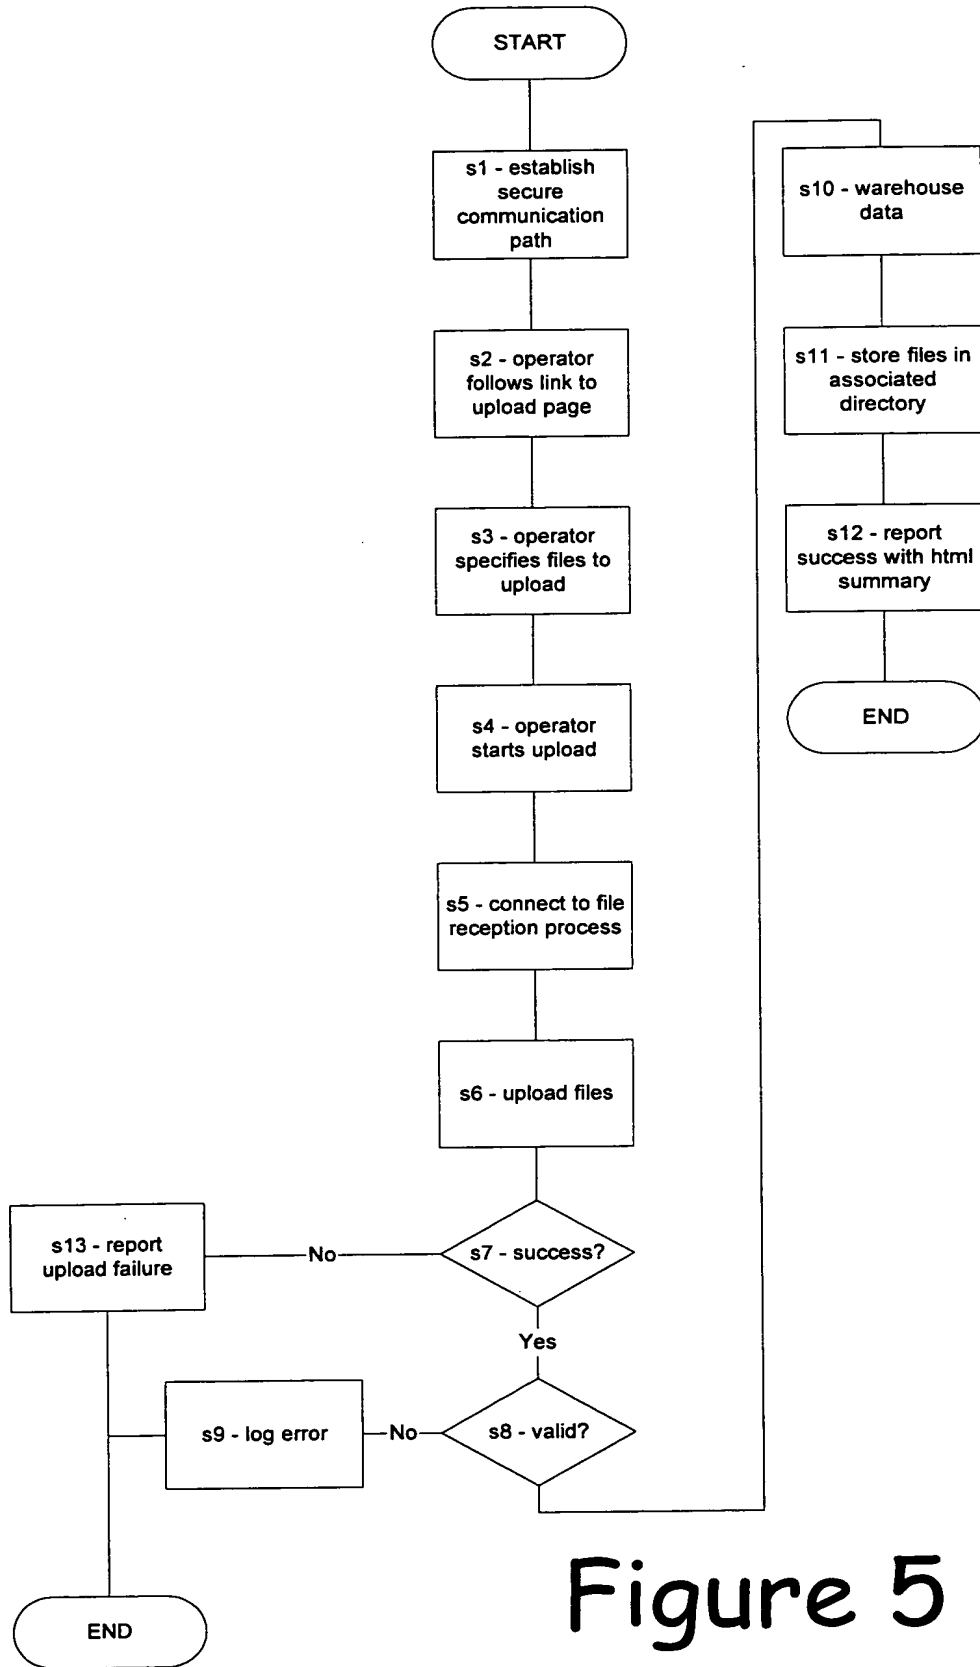 START
s1 - establish
secure
communication
path
s2 - operator
follows link to
upload page
s3 - operator
specifies files to
upload
s4 - operator
starts upload
s5 - connect to file
reception process
s6 - upload files
s7 - success?
No
s13 - report
upload failure
Yes
s8 - valid?
No
s9 - log error
END
s10 - warehouse
data
s11 - store files in
associated
directory
s12 - report
success with html
summary
END
Figure 5